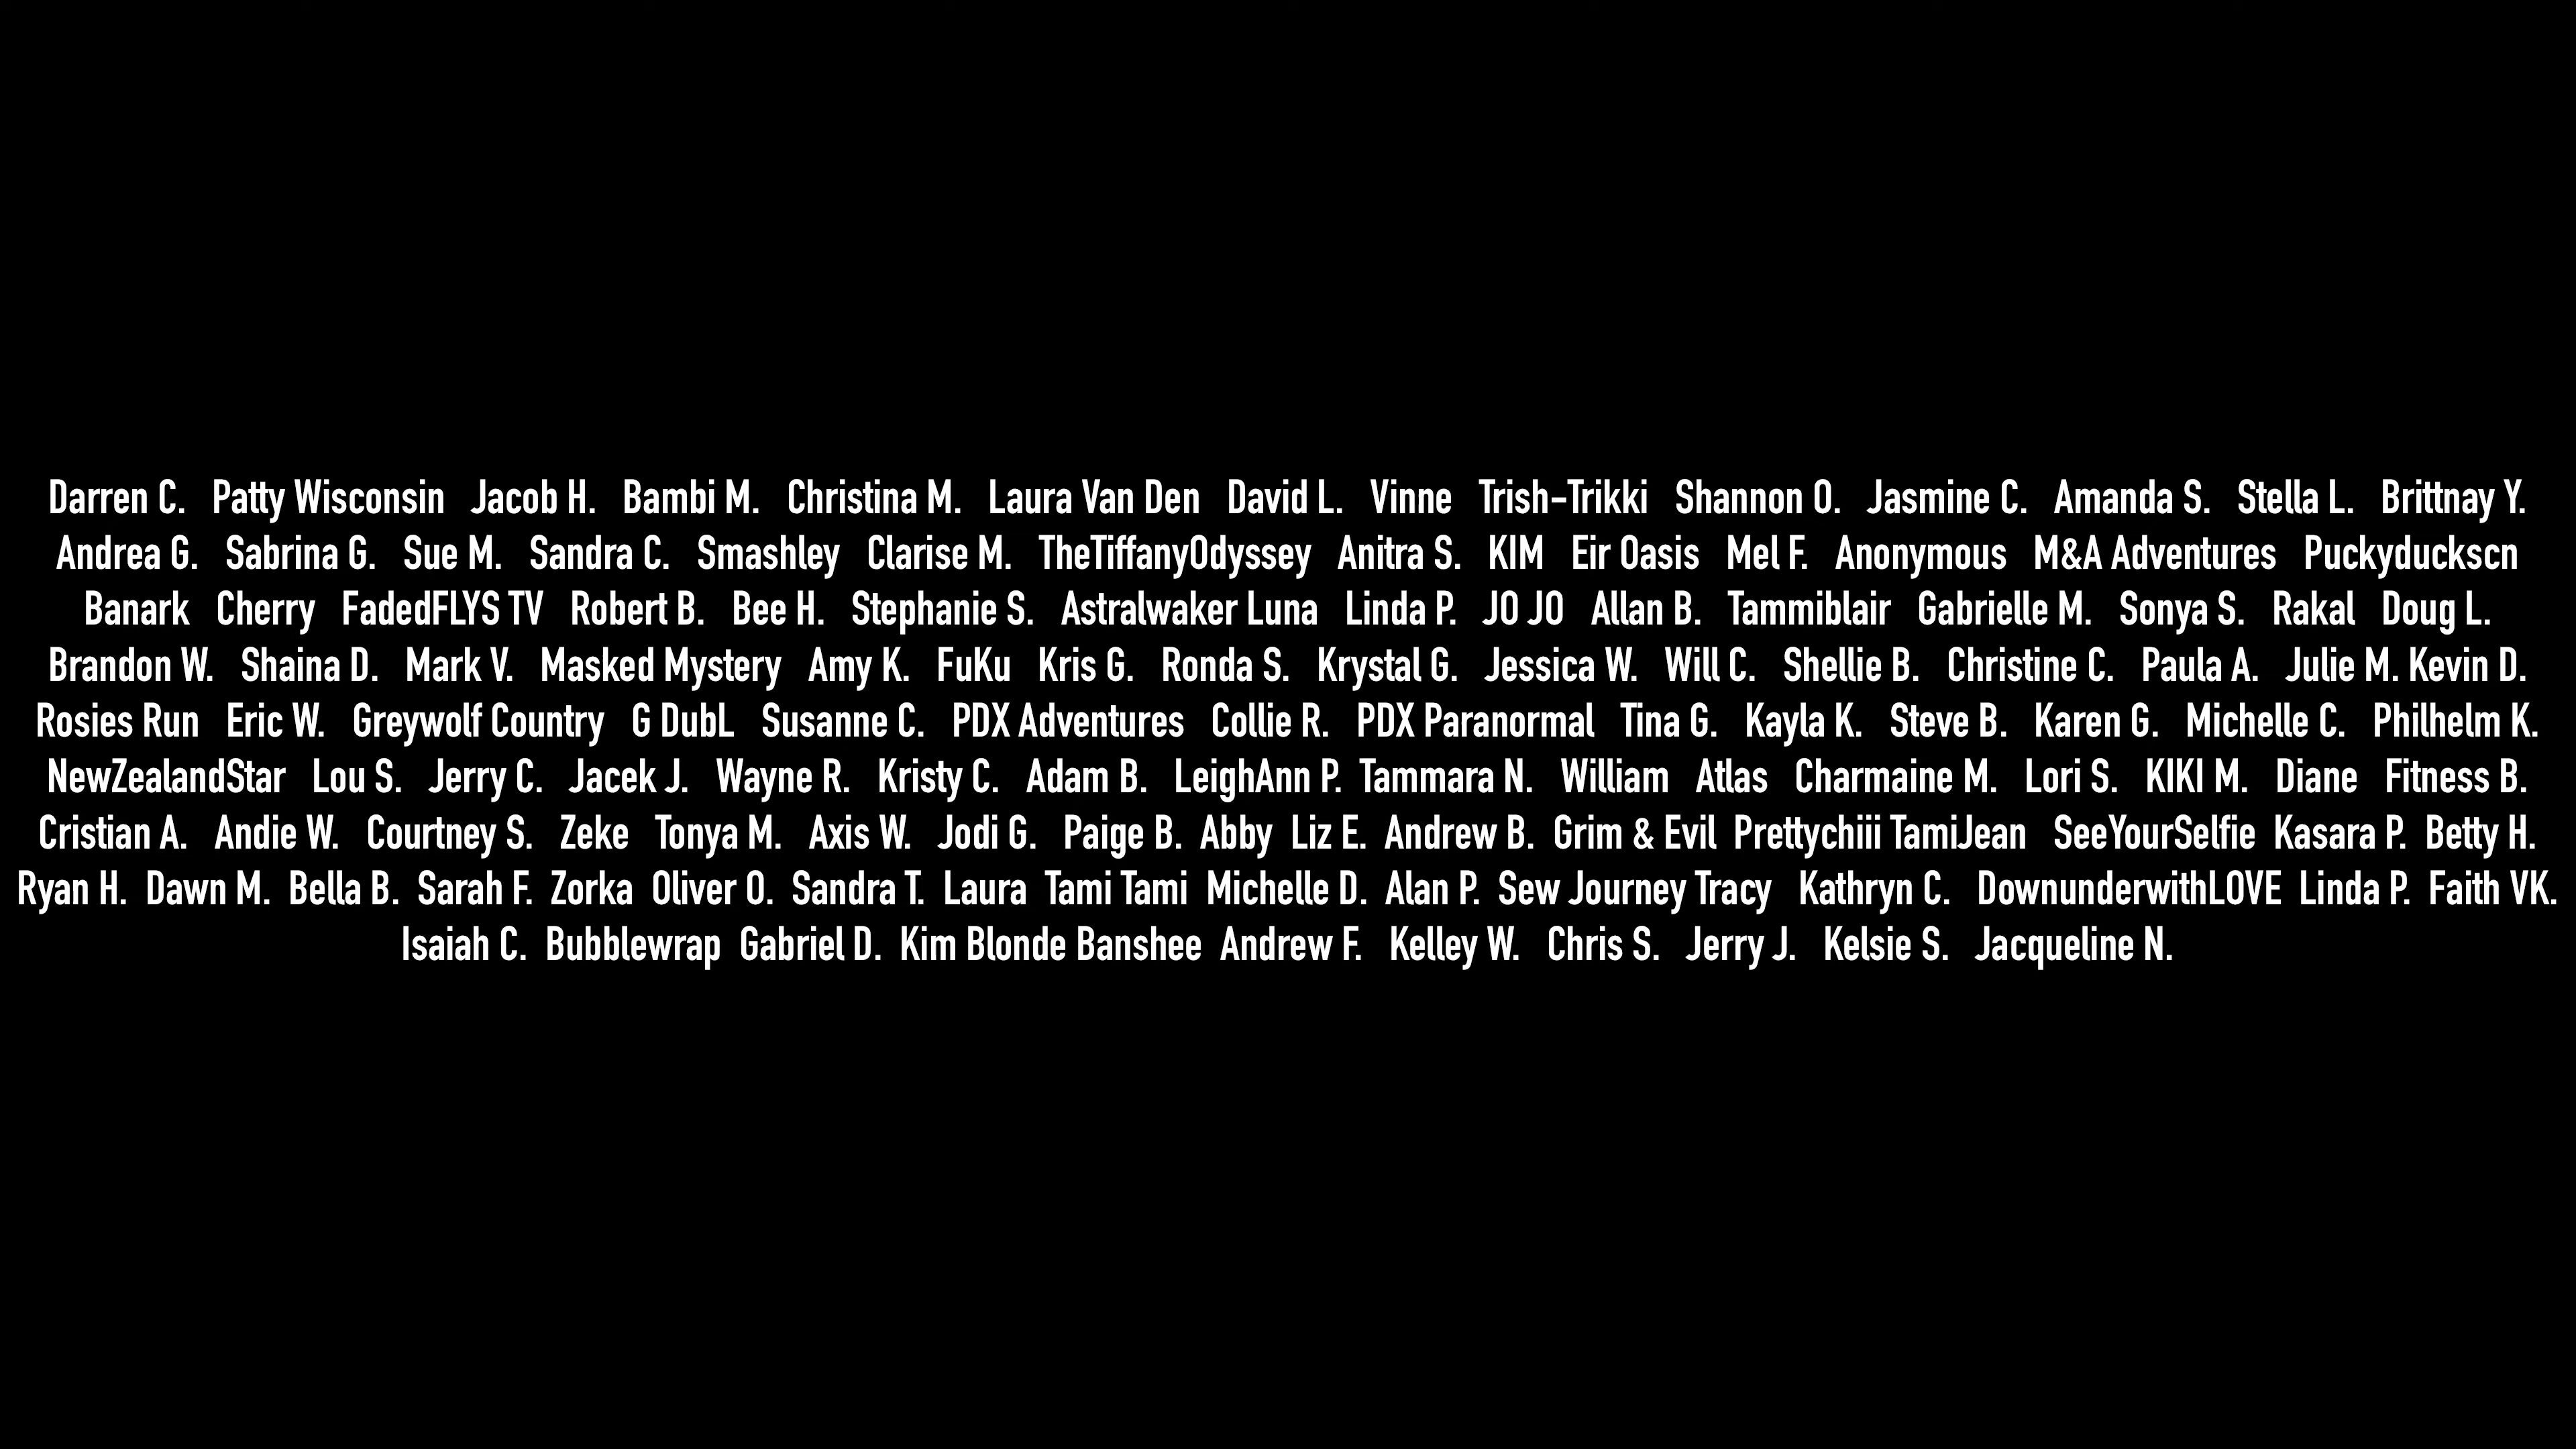 Darren C. Patty Wisconsin Jacob H. Bambi M. Christina M. Laura Van Den David L. Vinne Trish-Trikki Shannon O. Jasmine C. Amanda S. Stella L. Brittnay Y.
Andrea G. Sabrina G. Sue M. Sandra C. Smashley Clarise M. TheTiffanyOdyssey Anitra S. KIM Eir Oasis Mel F. Anonymous M&A Adventures Puckyduckscn
Banark Cherry FadedFLYS TV Robert B. Bee H. Stephanie S. Astralwaker Luna Linda P. JO JO Allan B. Tammiblair Gabrielle M. Sonya S. Rakal Doug L.
Brandon W. Shaina D. Mark V. Masked Mystery Amy K. FuKu Kris G. Ronda S. Krystal G. Jessica W. Will C. Shellie B. Christine C. Paula A. Julie M. Kevin D.
Rosies Run Eric W. Greywolf Country G DubL Susanne C. PDX Adventures Collie R. PDX Paranormal Tina G. Kayla K. Steve B. Karen G. Michelle C. Philhelm K.
NewZealandStar Lou S. Jerry C. Jacek J. Wayne R. Kristy C. Adam B. LeighAnn P. Tammara N. William Atlas Charmaine M. Lori S. KIKI M. Diane Fitness B.
Cristian A. Andie W. Courtney S. Zeke Tonya M. Axis W. Jodi G. Paige B. Abby Liz E. Andrew B. Grim & Evil Prettychiii TamiJean SeeYourSelfie Kasara P. Betty H.
Ryan H. Dawn M. Bella B. Sarah F. Zorka Oliver O. Sandra T. Laura Tami Tami Michelle D. Alan P. Sew Journey Tracy Kathryn C. DownunderwithLOVE Linda P. Faith VK.
Isaiah C. Bubblewrap Gabriel D. Kim Blonde Banshee Andrew F. Kelley W. Chris S. Jerry J. Kelsie S. Jacqueline N.